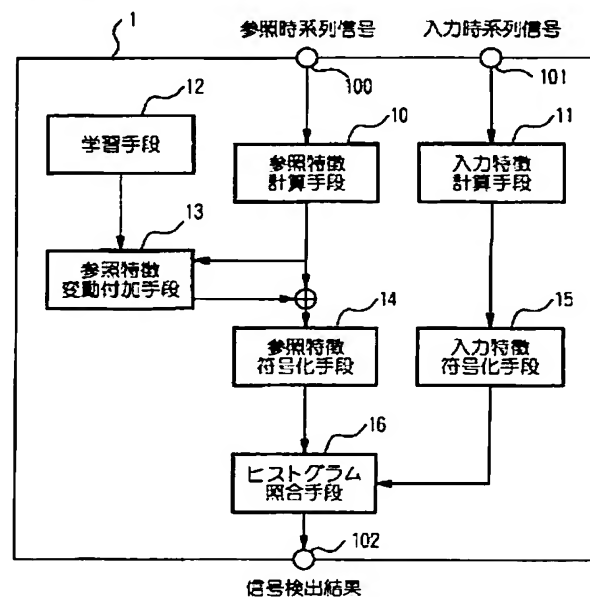 1
参照時系列信号
入力時系列信号
100
101
12
10
11
学習手段
参照特徴
計算手段
入力特徴
計算手段
13
参照特徴
変動付加手段
14
15
参照特徴
符号化手段
入力特徴
符号化手段
16
ヒストグラム
照合手段
102
信号検出結果